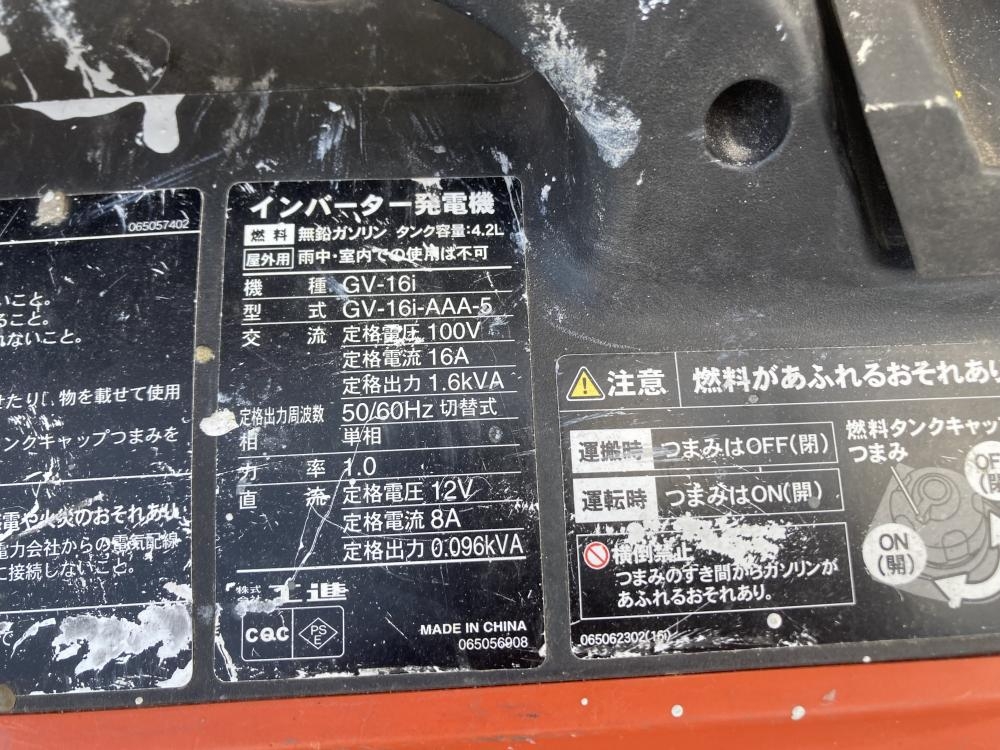 065057402
いこと。
ること。
れないこと。
物を載せて使用
ンクキャップつまみを
電や火災のおそれあり
電力会社からの電気配線
に接続しないこと。
で
インバーター発電機
燃料 無鉛ガソリン タンク容量:4.2L
屋外用 雨中・室内での使用は不可
機種 GV-16i
型式 GV-16i-AAA-5
交流 定格電圧 100V
定格電流 16A
定格出力 1.6kVA
定格出力周波数 50/60Hz 切替式
相 単相
力率 1.0
直流 定格電圧 12V
定格電流 8A
定格出力 0.096kVA
株式 工進
cqc PS E
MADE IN CHINA
065056908
注意 燃料があふれるおそれあり
運搬時 つまみはOFF(閉)
運転時 つまみはON(開)
横倒禁止
つまみのすき間からガソリンが
あふれるおそれあり。
065062302(15)
燃料タンクキャッ
つまみ
ON
(開)